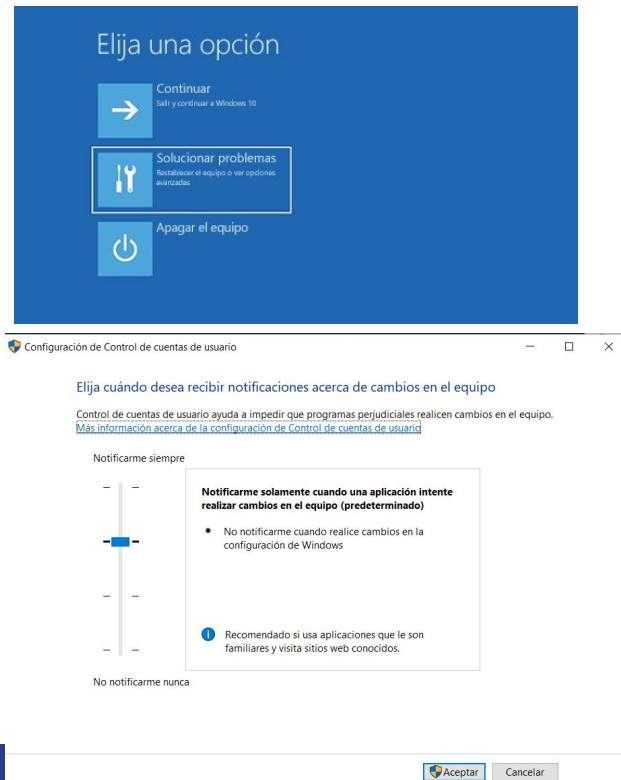 Elija una opción
Continuar
Salir y continuar a Windows 10
Solucionar problemas
Restablecer el equipo o ver opciones
avanzadas
Apagar el equipo
Configuración de Control de cuentas de usuario
Elija cuándo desea recibir notificaciones acerca de cambios en el equipo
Control de cuentas de usuario ayuda a impedir que programas perjudiciales realicen cambios en el equipo.
Más información acerca de la configuración de Control de cuentas de usuario
Notificarme siempre
Notificarme solamente cuando una aplicación intente
realizar cambios en el equipo (predeterminado)
• No notificarme cuando realice cambios en la
configuración de Windows
Recomendado si usa aplicaciones que le son
familiares y visita sitios web conocidos.
No notificarme nunca
Aceptar
Cancelar